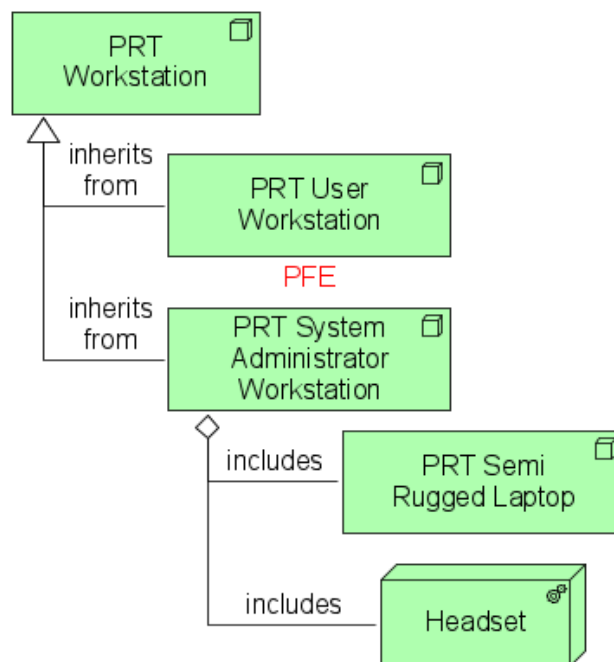 PRT
Workstation
inherits
from
PRT User
Workstation
PFE
inherits
from
PRT System
Administrator
Workstation
includes
PRT Semi
Rugged Laptop
includes
Headset